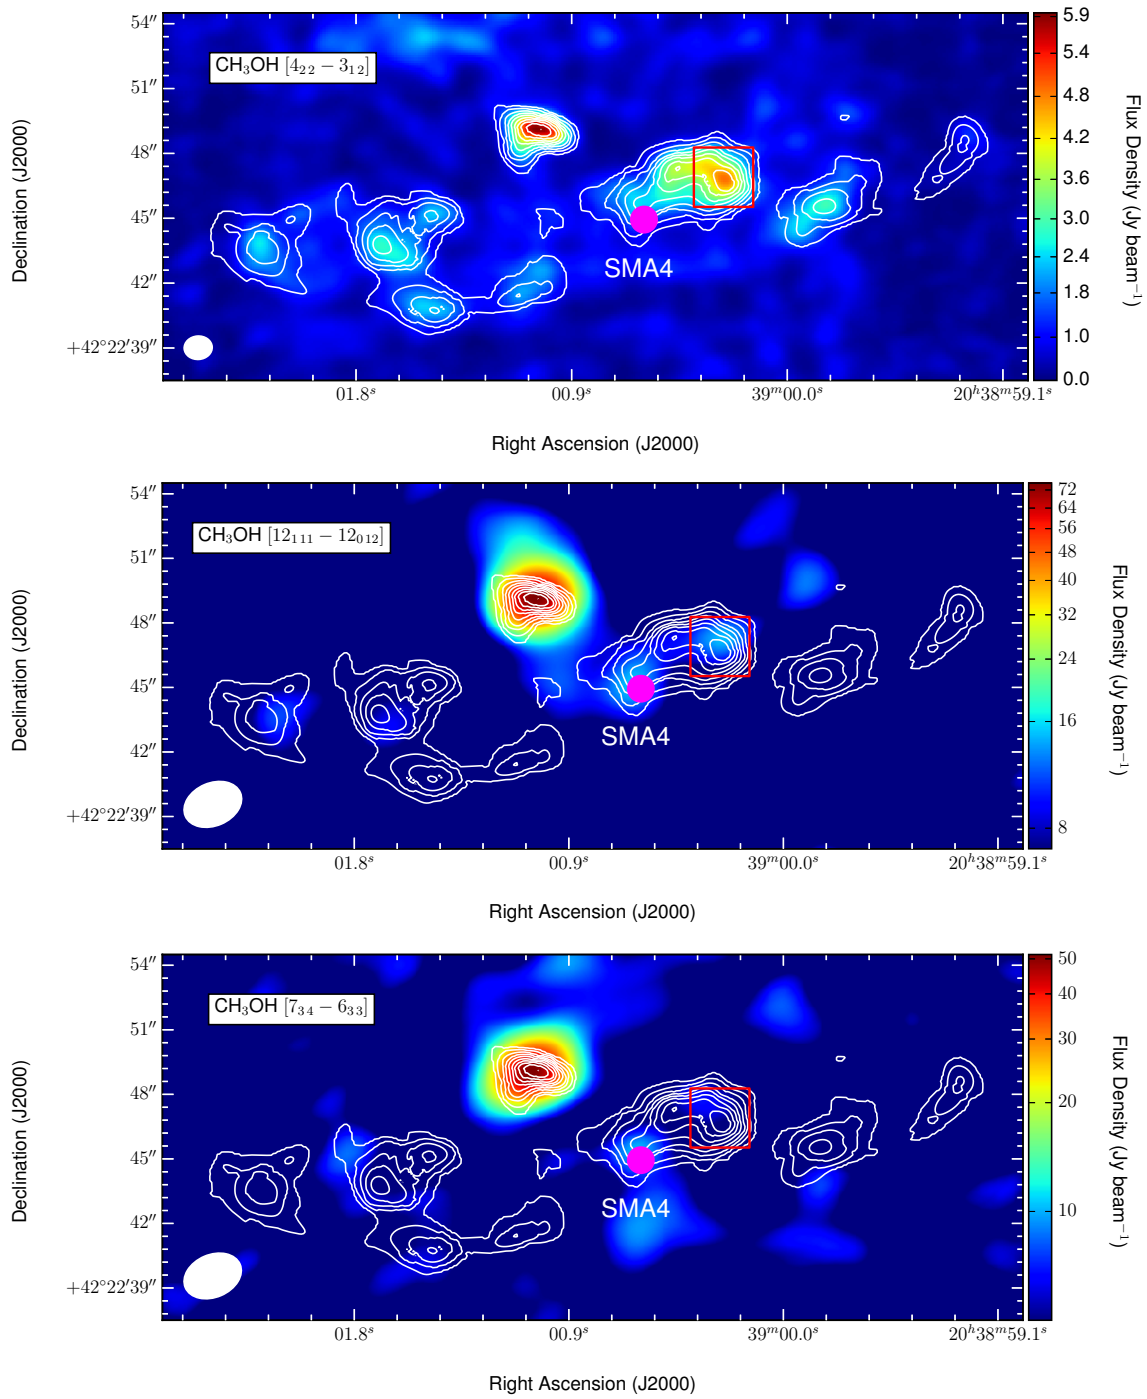 54″
51″
48″
45″
42″
+42°22′39″
CH₃OH [4₂₂ − 3₁₂]
SMA4
01.8ˢ
00.9ˢ
39ᵐ00.0ˢ
20ʰ38ᵐ59.1ˢ
Right Ascension (J2000)
Declination (J2000)
5.9
5.4
4.8
4.2
3.6
3.0
2.4
1.8
1.0
0.0
Flux Density (Jy beam⁻¹)
54″
51″
48″
45″
42″
+42°22′39″
CH₃OH [12₁₁₁ − 12₀₁₂]
SMA4
01.8ˢ
00.9ˢ
39ᵐ00.0ˢ
20ʰ38ᵐ59.1ˢ
Right Ascension (J2000)
Declination (J2000)
72
64
56
48
40
32
24
16
8
Flux Density (Jy beam⁻¹)
54″
51″
48″
45″
42″
+42°22′39″
CH₃OH [7₃₄ − 6₃₃]
SMA4
01.8ˢ
00.9ˢ
39ᵐ00.0ˢ
20ʰ38ᵐ59.1ˢ
Right Ascension (J2000)
Declination (J2000)
50
40
30
20
10
Flux Density (Jy beam⁻¹)